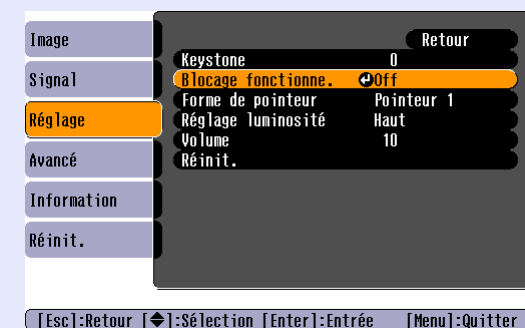 Image
Signal
Réglage
Avancé
Information
Réinit.
Retour
Keystone 0
Blocage fonctionne. Off
Forme de pointeur Pointeur 1
Réglage luminosité Haut
Volume 10
Réinit.
[Esc]:Retour [◆]:Sélection [Enter]:Entrée [Menu]:Quitter